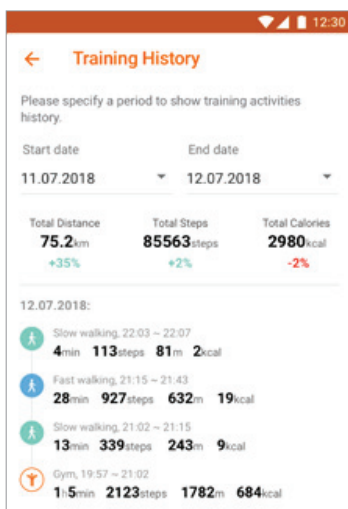 12:30
Training History
Please specify a period to show training activities
history.
Start date End date
11.07.2018 12.07.2018
Total Distance Total Steps Total Calories
75.2km 85563steps 2980kcal
+35% +2% -2%
12.07.2018:
Slow walking, 22:03 ~ 22:07
4min 113steps 81m 2kcal
Fast walking, 21:15 ~ 21:43
28min 927steps 632m 19kcal
Slow walking, 21:02 ~ 21:15
13min 339steps 243m 9kcal
Gym, 19:57 ~ 21:02
1h5min 2123steps 1782m 684kcal